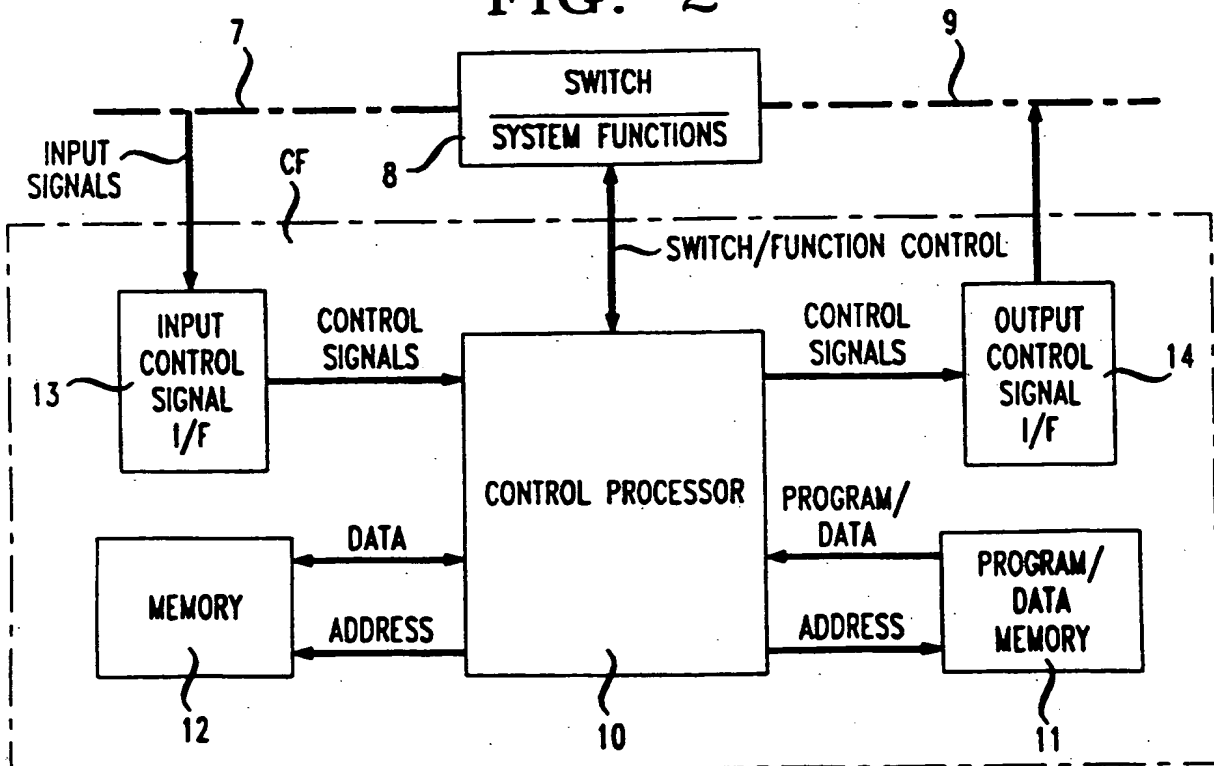 FIG. 2
7
9
SWITCH
SYSTEM FUNCTIONS
8
INPUT
SIGNALS
CF
SWITCH/FUNCTION CONTROL
INPUT
CONTROL
SIGNAL
I/F
13
CONTROL
SIGNALS
CONTROL
SIGNALS
OUTPUT
CONTROL
SIGNAL
I/F
14
CONTROL PROCESSOR
10
DATA
ADDRESS
MEMORY
12
PROGRAM/
DATA
ADDRESS
PROGRAM/
DATA
MEMORY
11